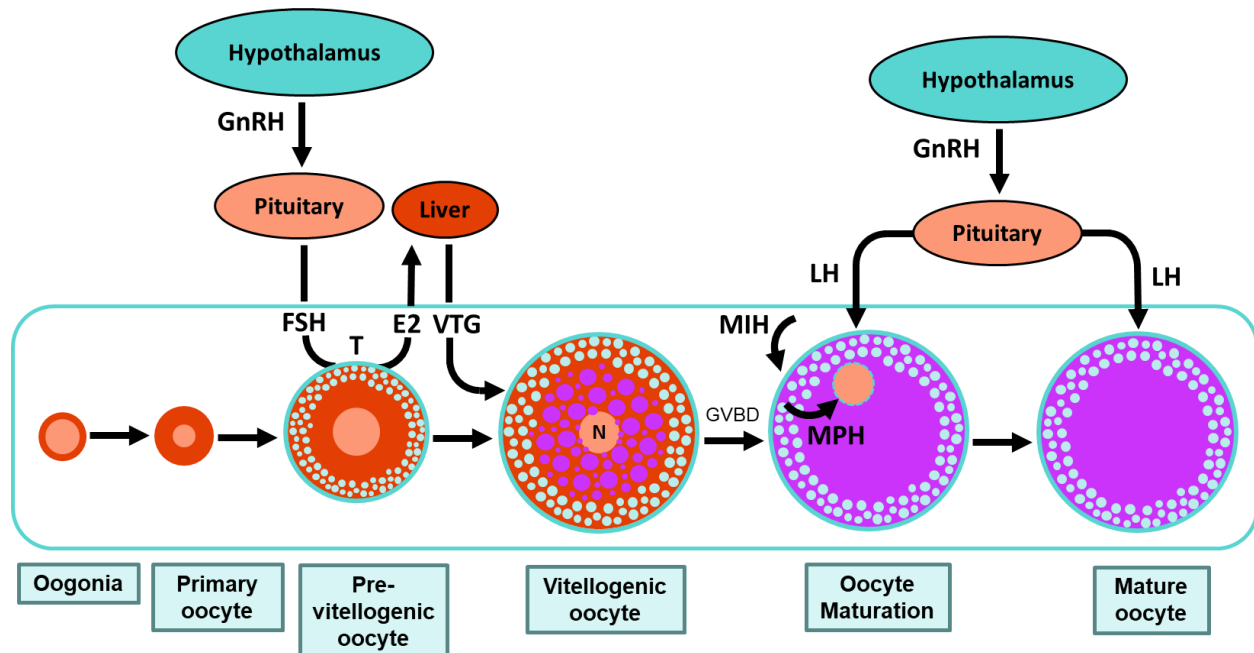 Hypothalamus
GnRH
Pituitary
Liver
FSH
T
E2
VTG
Hypothalamus
GnRH
Pituitary
LH
LH
MIH
MPH
N
GVBD
Oogonia
Primary
oocyte
Pre-
vitellogenic
oocyte
Vitellogenic
oocyte
Oocyte
Maturation
Mature
oocyte